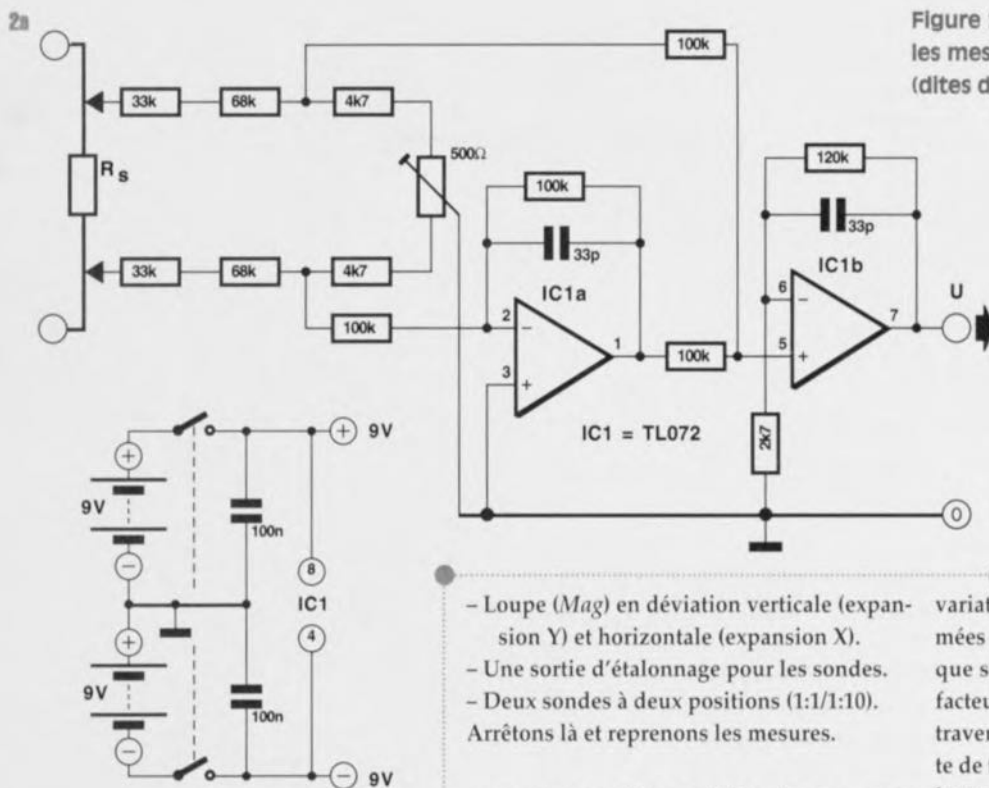 2a
Figure
les mes
(dites d
100k
33k
68k
4k7
500Ω
R s
100k
120k
33p
33p
IC1a
IC1b
33k
68k
4k7
100k
2
−
3
+
1
100k
6
−
5
+
7
U
IC1 = TL072
2k7
0
+
9V
+
9V
−
100n
8
IC1
4
+
9V
−
100n
−
9V
– Loupe (Mag) en déviation verticale (expan-
sion Y) et horizontale (expansion X).
– Une sortie d'étalonnage pour les sondes.
– Deux sondes à deux positions (1:1/1:10).
Arrêtons là et reprenons les mesures.
variat
mées
que s
facteu
traver
te de